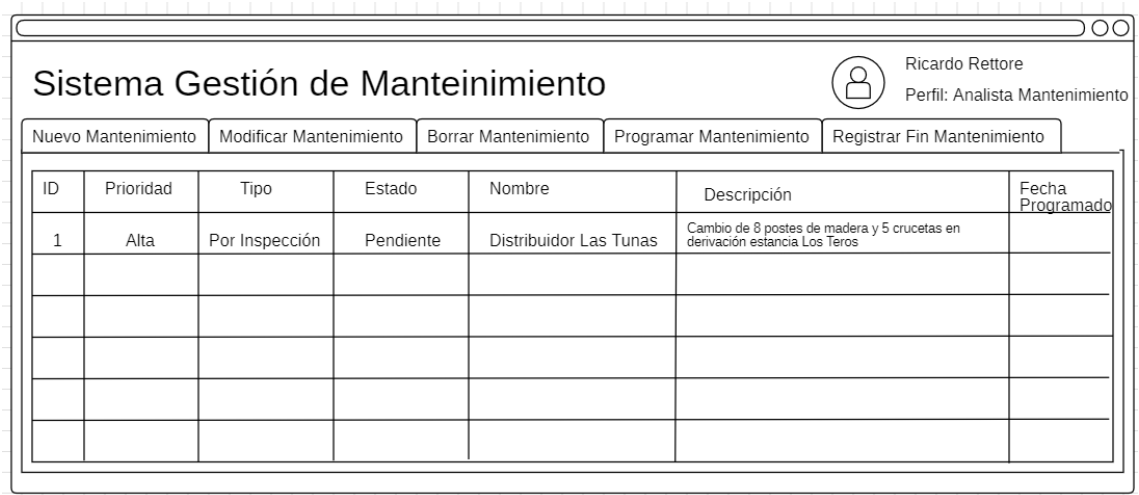 Sistema Gestión de Manteinimiento
Ricardo Rettore
Perfil: Analista Mantenimiento
Nuevo Mantenimiento Modificar Mantenimiento Borrar Mantenimiento Programar Mantenimiento Registrar Fin Mantenimiento
ID Prioridad Tipo Estado Nombre Descripción Fecha
Programado
1 Alta Por Inspección Pendiente Distribuidor Las Tunas Cambio de 8 postes de madera y 5 crucetas en
derivación estancia Los Teros